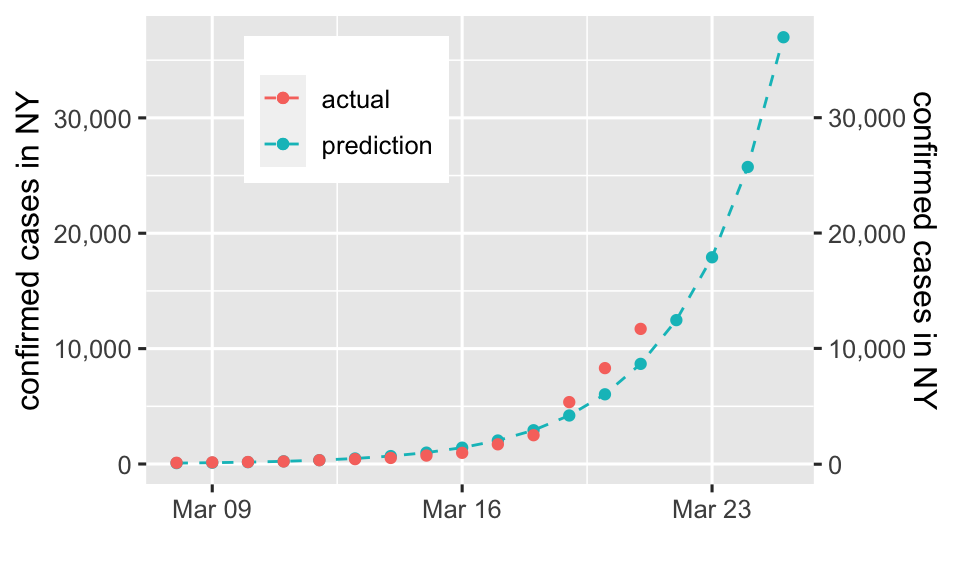 confirmed cases in NY
30,000
20,000
10,000
0
actual
prediction
30,000
20,000
10,000
0
confirmed cases in NY
Mar 09
Mar 16
Mar 23